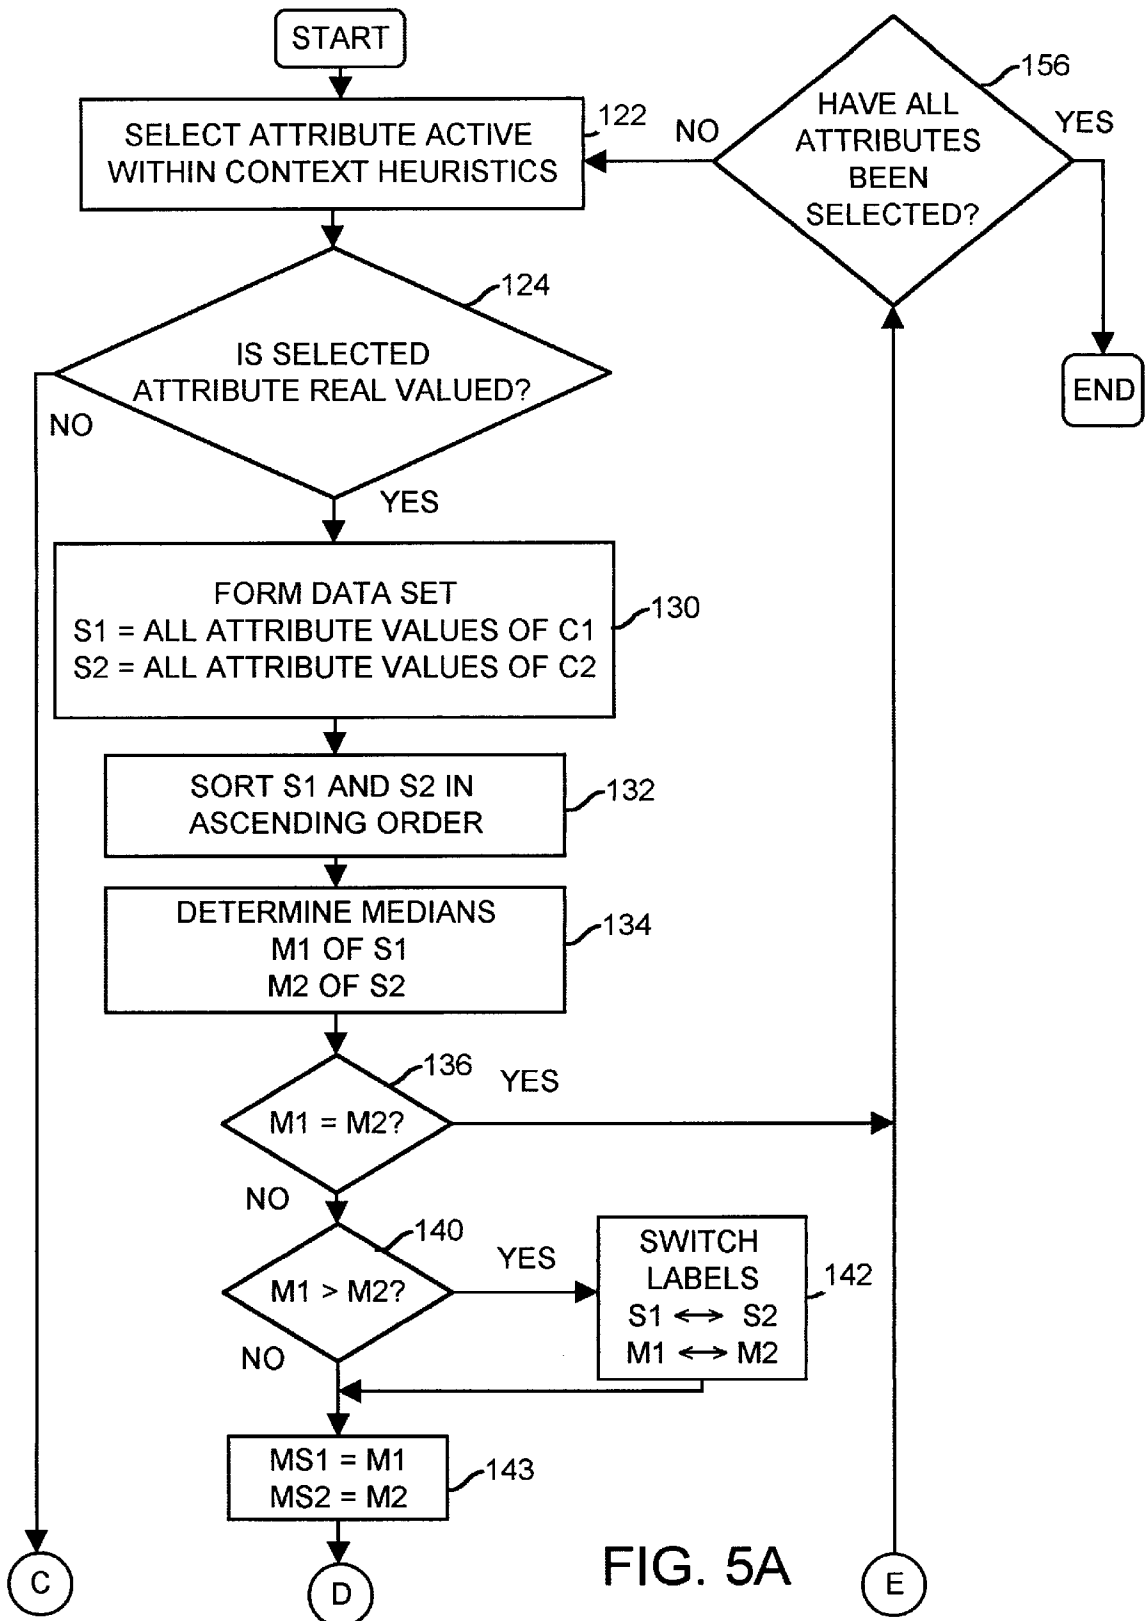 START
SELECT ATTRIBUTE ACTIVE
WITHIN CONTEXT HEURISTICS
122
NO
HAVE ALL
ATTRIBUTES
BEEN
SELECTED?
156
YES
END
124
IS SELECTED
ATTRIBUTE REAL VALUED?
NO
YES
FORM DATA SET
S1 = ALL ATTRIBUTE VALUES OF C1
S2 = ALL ATTRIBUTE VALUES OF C2
130
SORT S1 AND S2 IN
ASCENDING ORDER
132
DETERMINE MEDIANS
M1 OF S1
M2 OF S2
134
136
YES
M1 = M2?
NO
140
YES
M1 > M2?
NO
SWITCH
LABELS
S1 ↔ S2
M1 ↔ M2
142
MS1 = M1
MS2 = M2
143
C
D
FIG. 5A
E